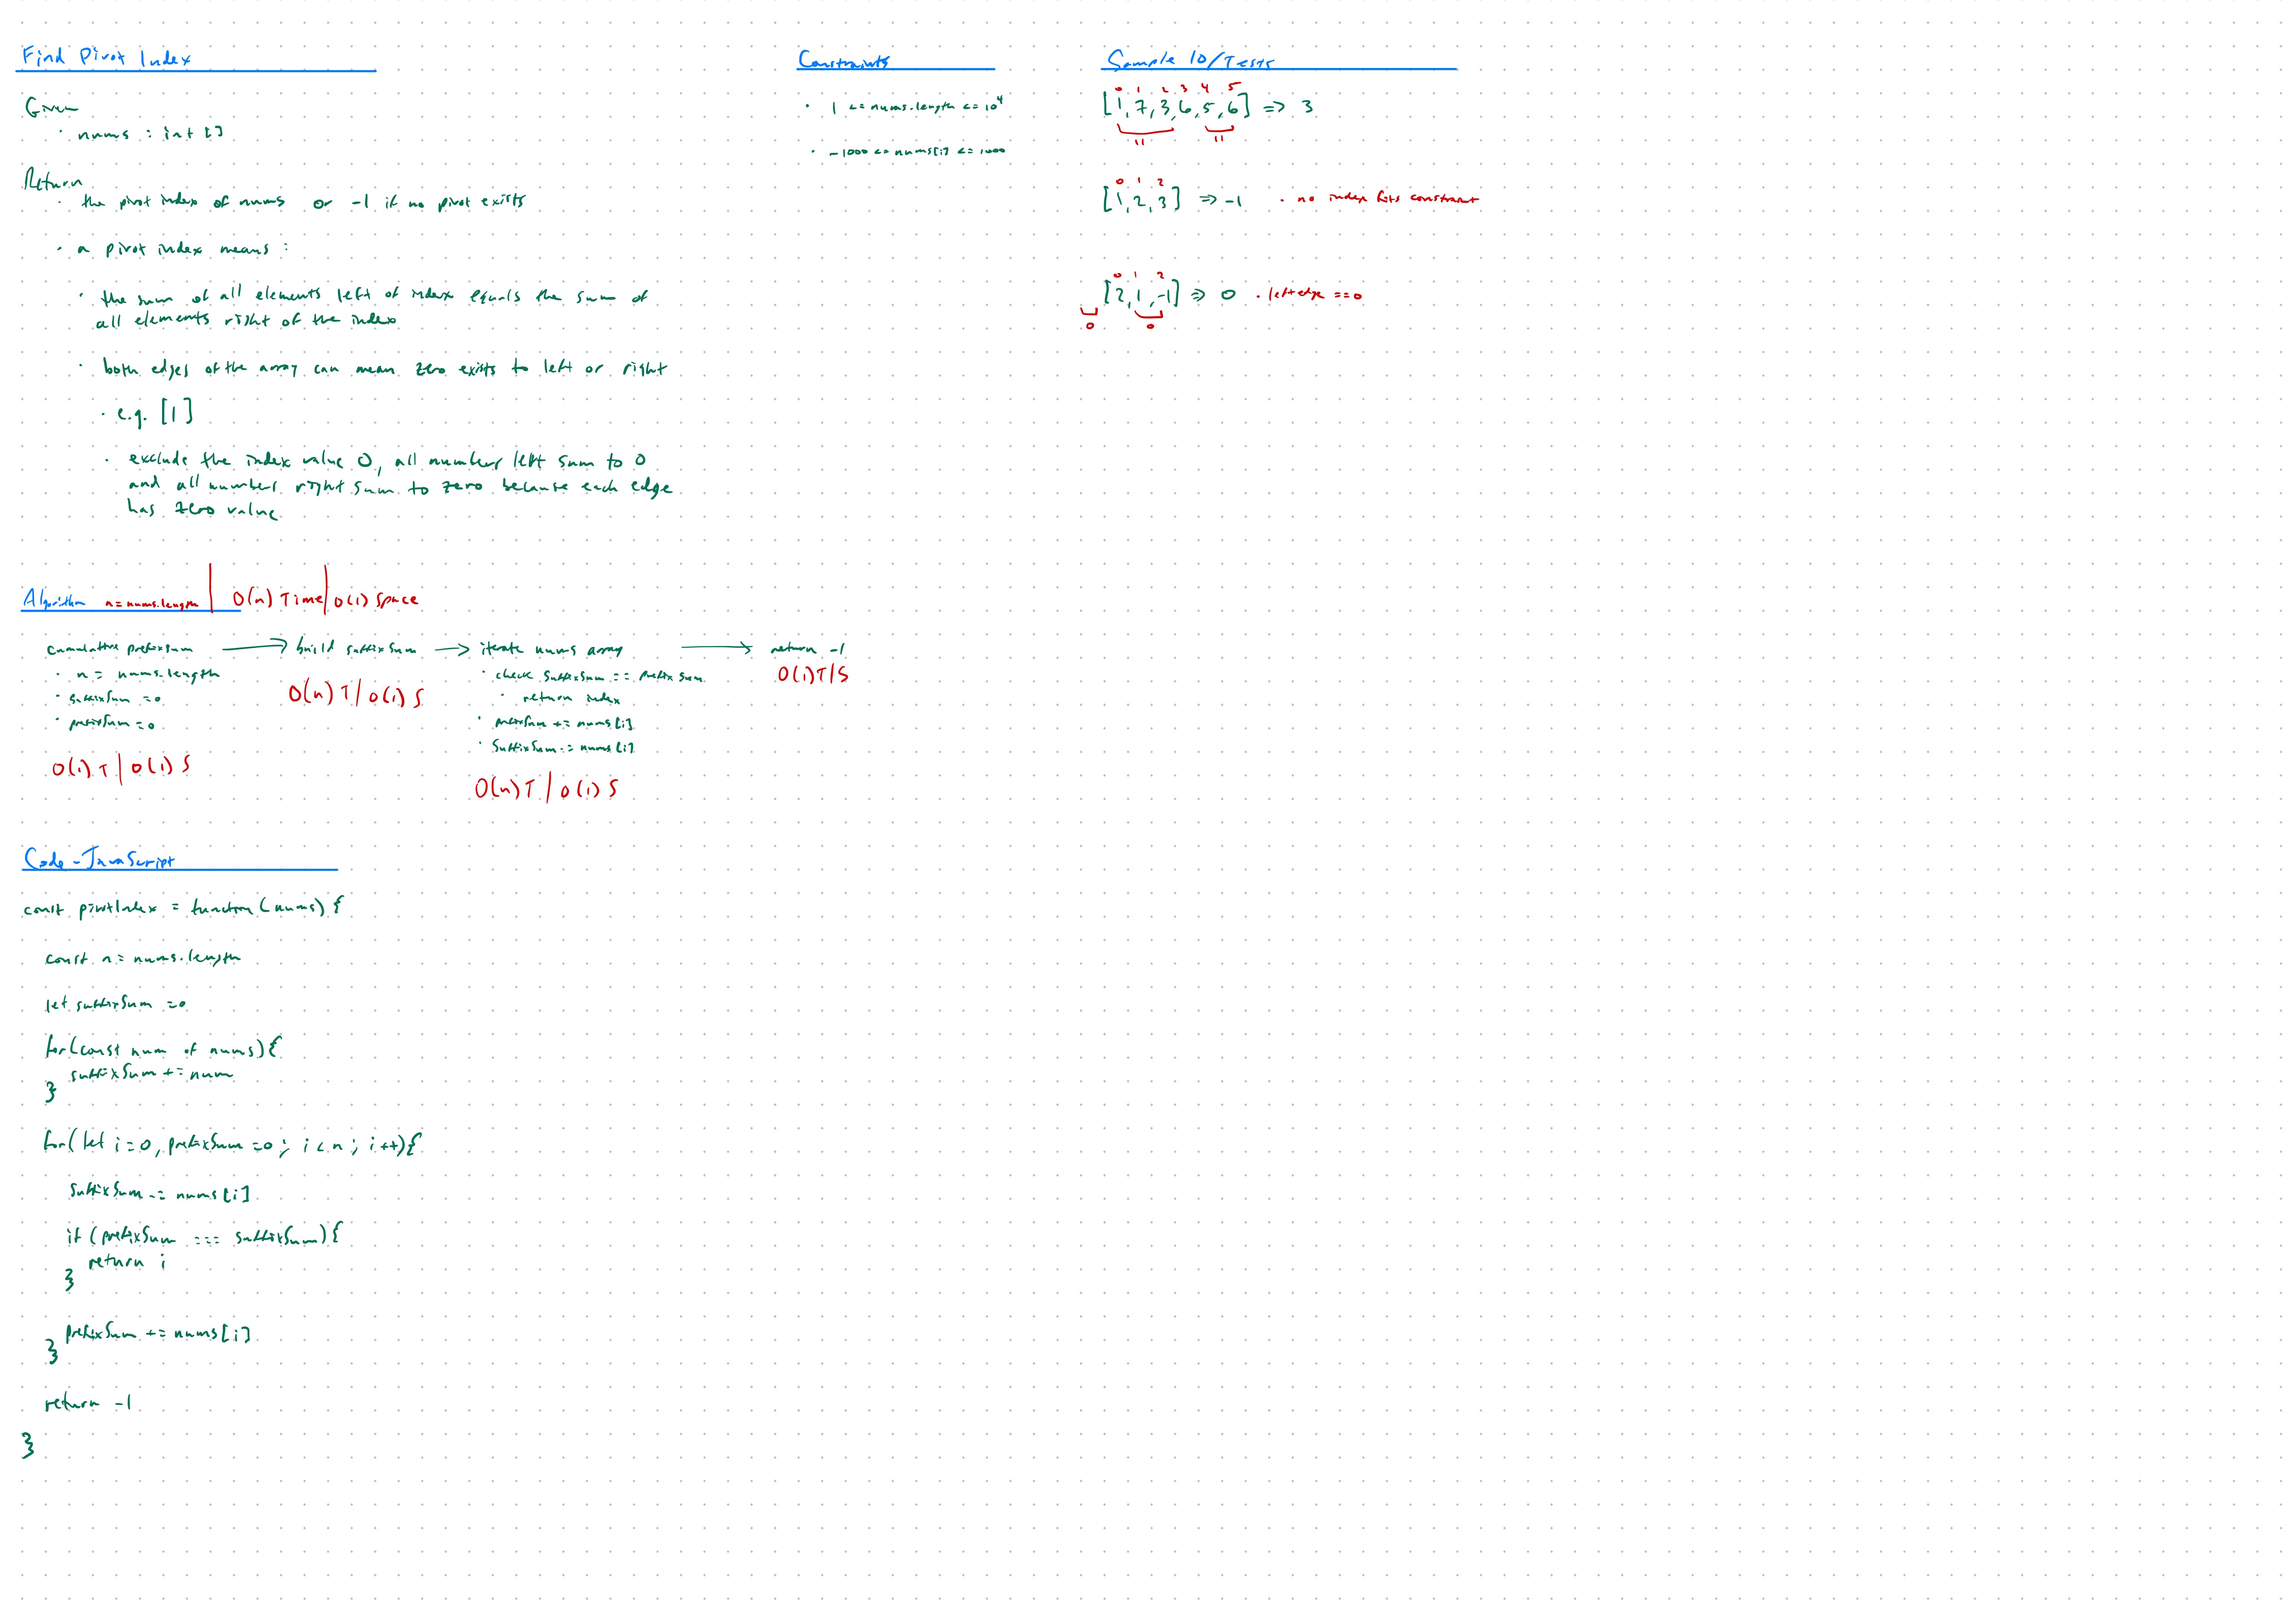 Find Pivot Index
Given
· nums : int []
Return
· the pivot index of nums or -1 if no pivot exists
· a pivot index means :
· the sum of all elements left of index equals the sum of
all elements right of the index
· both edges of the array can mean zero exists to left or right
· e.g. [1]
· exclude the index value 0, all numbers left sum to 0
and all numbers right sum to zero because each edge
has zero value
Constraints
· 1 <= nums.length <= 10⁴
· -1000 <= nums[i] <= 1000
Sample IO/Tests
0 1 2 3 4 5
[1,7,3,6,5,6] => 3
11 11
0 1 2
[1,2,3] => -1 · no index fits constraint
0 1 2
[2,1,-1] => 0 · left edge ==0
0 0
Algorithm n=nums.length | O(n) Time | O(1) Space
cumulative prefixSum → build suffixSum → iterate nums array → return -1
· n = nums.length
· suffixSum =0
· prefixSum =0
O(1) T | O(1) S
O(n) T / O(1) S
· check suffixSum == prefixSum
· return index
· prefixSum += nums[i]
· suffixSum -= nums[i]
O(n) T / O(1) S
O(1) T/S
Code - JavaScript
const pivotIndex = function(nums) {
const n = nums.length
let suffixSum =0
for(const num of nums){
suffixSum += num
}
for(let i=0, prefixSum =0; i < n; i++){
suffixSum -= nums[i]
if (prefixSum === suffixSum){
return i
}
prefixSum += nums[i]
}
return -1
}